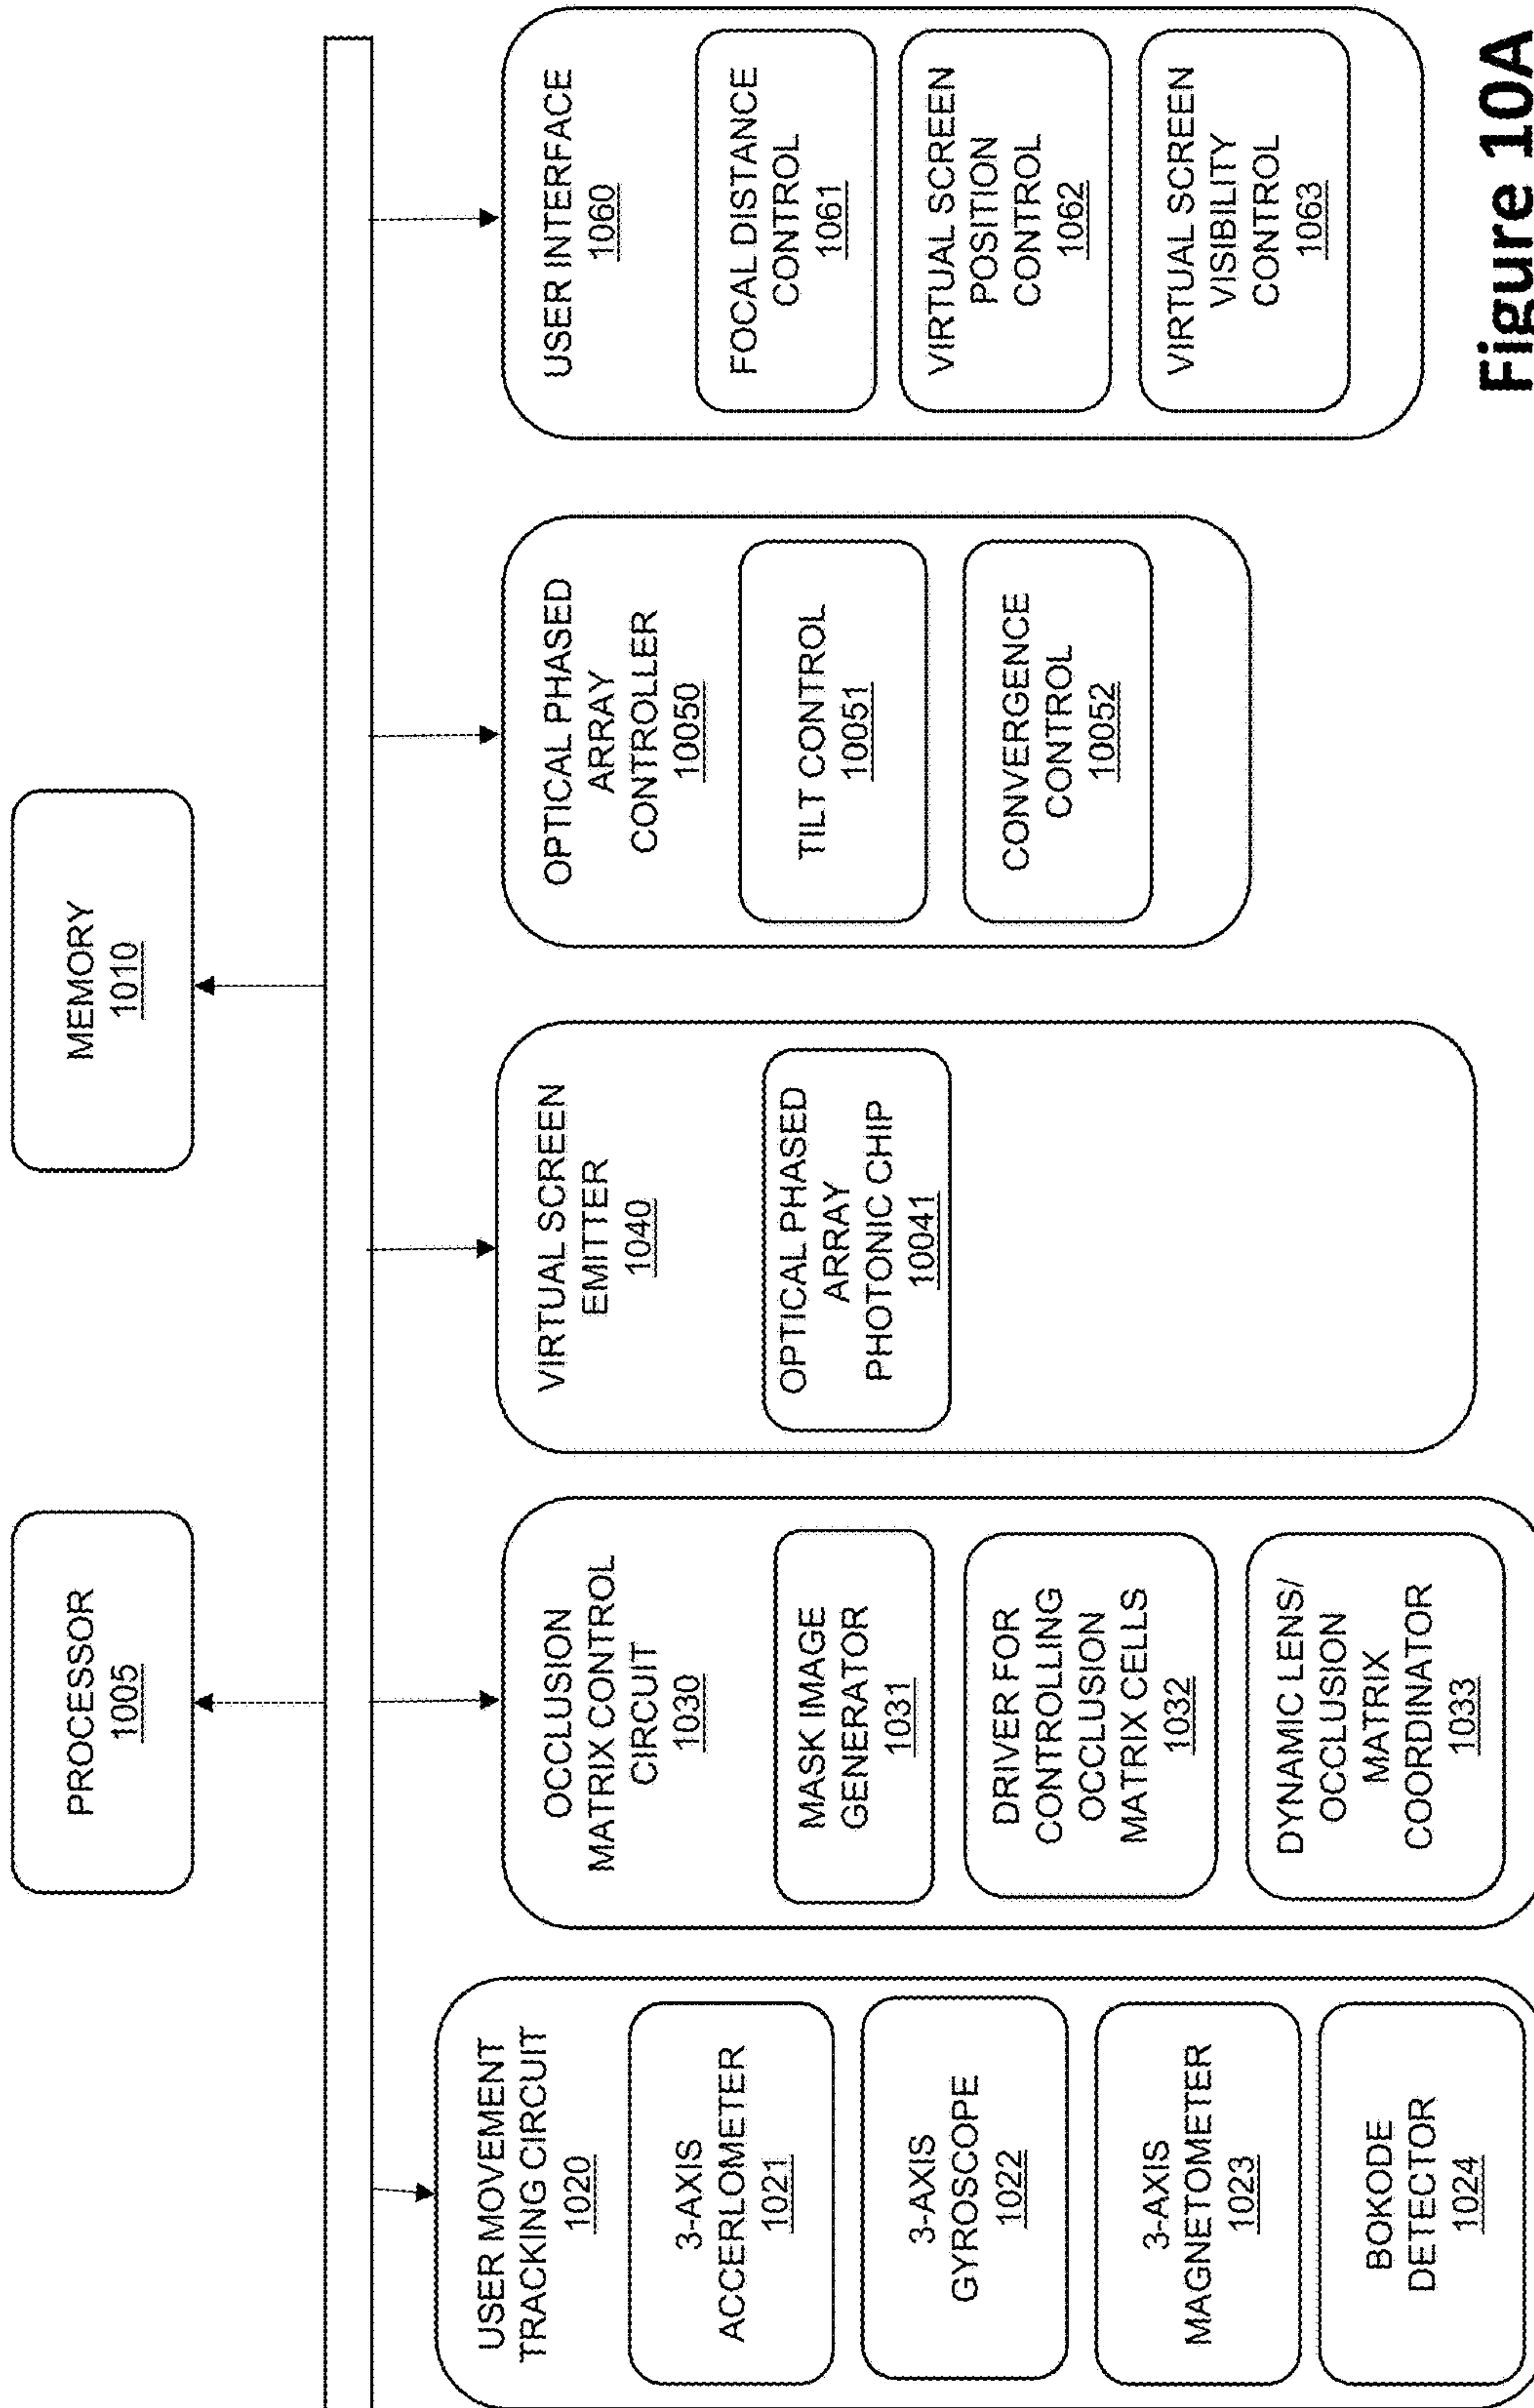 PROCESSOR
1005
MEMORY
1010
USER MOVEMENT
TRACKING CIRCUIT
1020
3-AXIS
ACCERLOMETER
1021
3-AXIS
GYROSCOPE
1022
3-AXIS
MAGNETOMETER
1023
BOKODE
DETECTOR
1024
OCCLUSION
MATRIX CONTROL
CIRCUIT
1030
MASK IMAGE
GENERATOR
1031
DRIVER FOR
CONTROLLING
OCCLUSION
MATRIX CELLS
1032
DYNAMIC LENS/
OCCLUSION
MATRIX
COORDINATOR
1033
VIRTUAL SCREEN
EMITTER
1040
OPTICAL PHASED
ARRAY
PHOTONIC CHIP
10041
OPTICAL PHASED
ARRAY
CONTROLLER
10050
TILT CONTROL
10051
CONVERGENCE
CONTROL
10052
USER INTERFACE
1060
FOCAL DISTANCE
CONTROL
1061
VIRTUAL SCREEN
POSITION
CONTROL
1062
VIRTUAL SCREEN
VISIBILITY
CONTROL
1063
Figure 10A